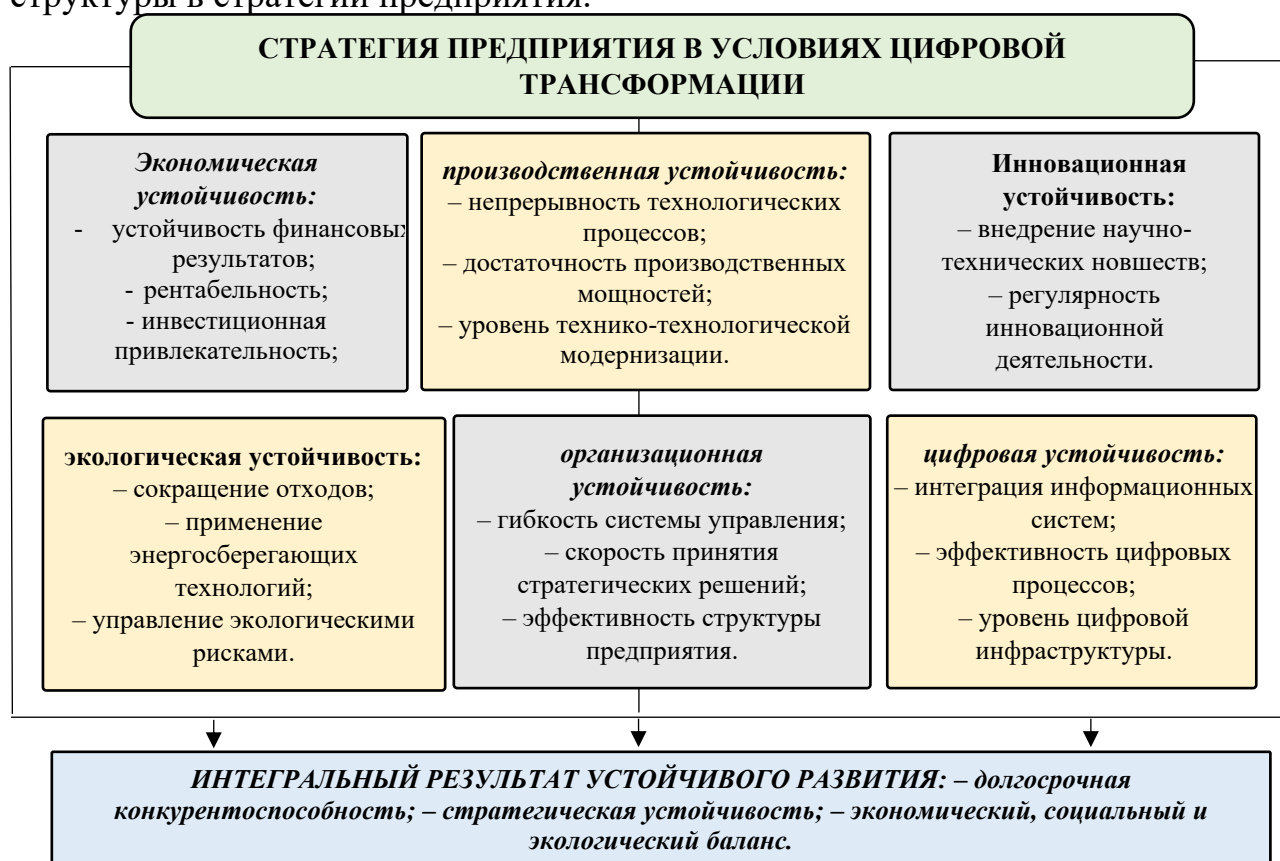 структуры в стратегии предприятия.
СТРАТЕГИЯ ПРЕДПРИЯТИЯ В УСЛОВИЯХ ЦИФРОВОЙ
ТРАНСФОРМАЦИИ
Экономическая
устойчивость:
- устойчивость финансовых
результатов;
- рентабельность;
- инвестиционная
привлекательность;
производственная устойчивость:
– непрерывность технологических
процессов;
– достаточность производственных
мощностей;
– уровень технико-технологической
модернизации.
Инновационная
устойчивость:
– внедрение научно-
технических новшеств;
– регулярность
инновационной
деятельности.
экологическая устойчивость:
– сокращение отходов;
– применение
энергосберегающих
технологий;
– управление экологическими
рисками.
организационная
устойчивость:
– гибкость системы управления;
– скорость принятия
стратегических решений;
– эффективность структуры
предприятия.
цифровая устойчивость:
– интеграция информационных
систем;
– эффективность цифровых
процессов;
– уровень цифровой
инфраструктуры.
ИНТЕГРАЛЬНЫЙ РЕЗУЛЬТАТ УСТОЙЧИВОГО РАЗВИТИЯ: – долгосрочная
конкурентоспособность; – стратегическая устойчивость; – экономический, социальный и
экологический баланс.